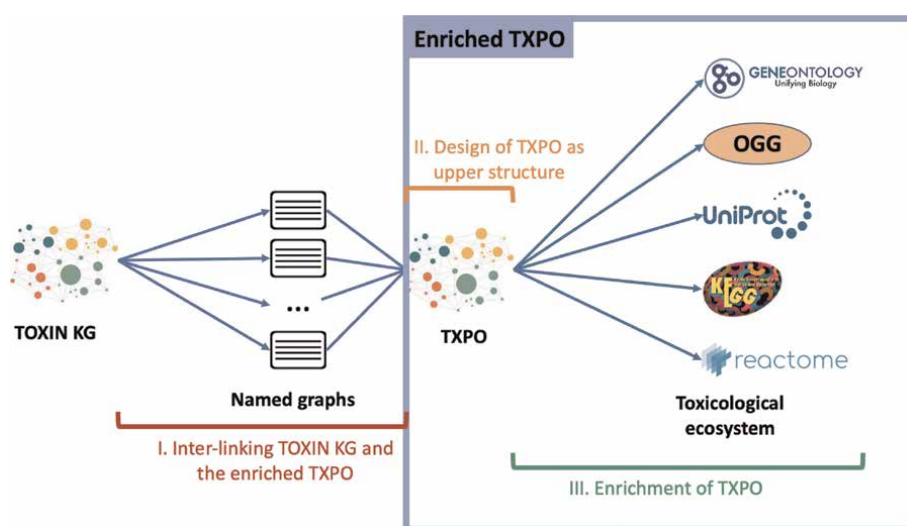 Enriched TXPO
GENEONTOLOGY
Unifying Biology
II. Design of TXPO as
upper structure
OGG
UniProt
TOXIN KG
...
TXPO
KEGG
reactome
Named graphs
Toxicological
ecosystem
I. Inter-linking TOXIN KG and
the enriched TXPO
III. Enrichment of TXPO